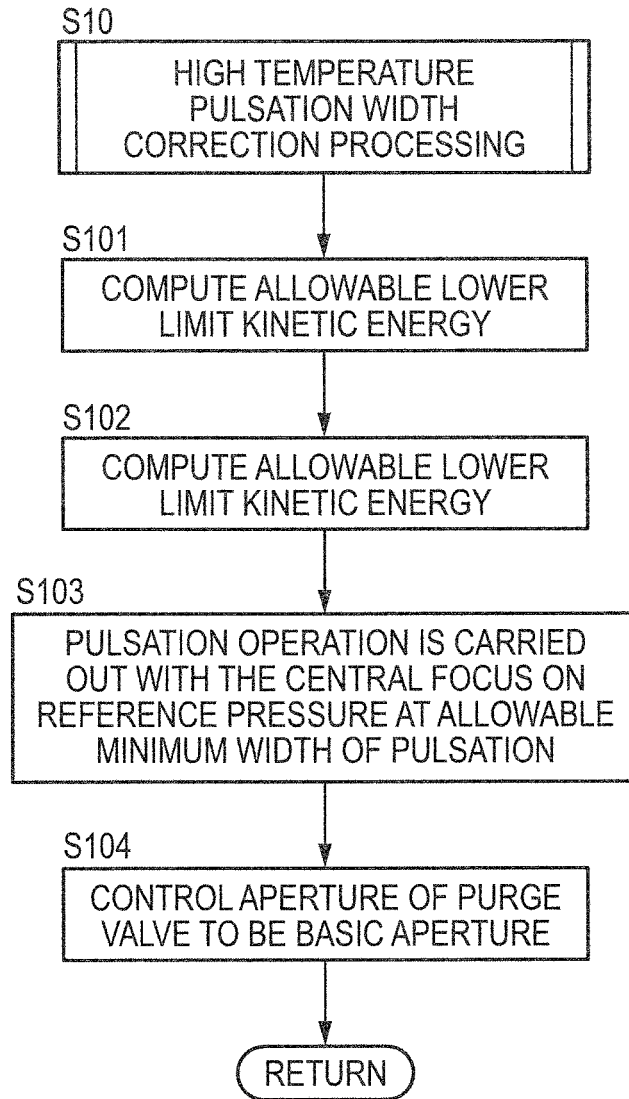 S10
HIGH TEMPERATURE
PULSATION WIDTH
CORRECTION PROCESSING
S101
COMPUTE ALLOWABLE LOWER
LIMIT KINETIC ENERGY
S102
COMPUTE ALLOWABLE LOWER
LIMIT KINETIC ENERGY
S103
PULSATION OPERATION IS CARRIED
OUT WITH THE CENTRAL FOCUS ON
REFERENCE PRESSURE AT ALLOWABLE
MINIMUM WIDTH OF PULSATION
S104
CONTROL APERTURE OF PURGE
VALVE TO BE BASIC APERTURE
RETURN